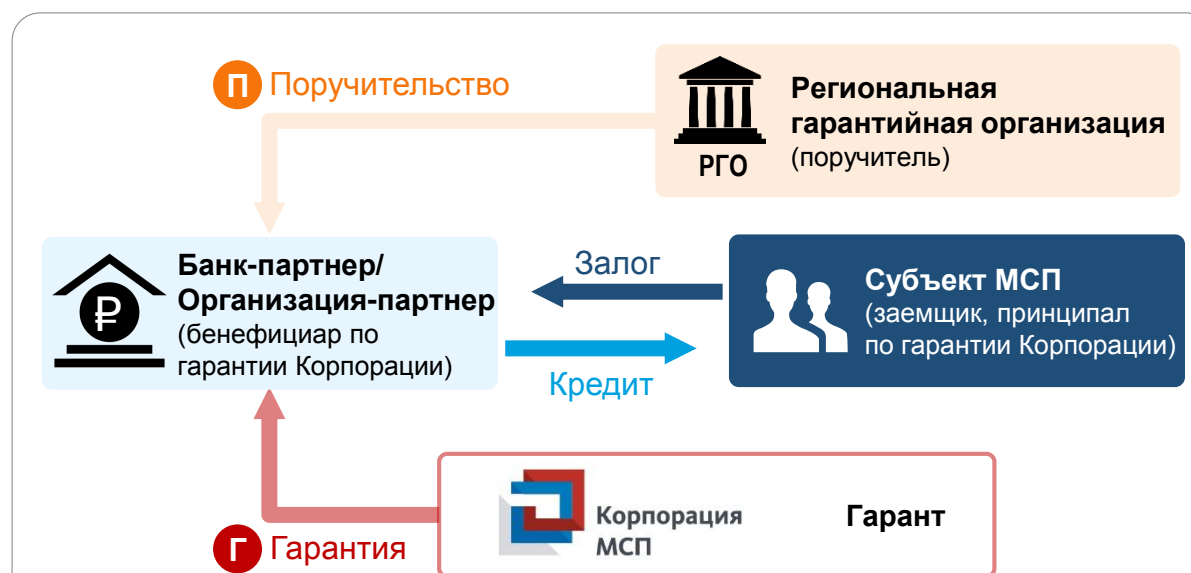 П Поручительство
Региональная
гарантийная организация
(поручитель)
РГО
Банк-партнер/
Организация-партнер
(бенефициар по
гарантии Корпорации)
₽
Залог
Кредит
Субъект МСП
(заемщик, принципал
по гарантии Корпорации)
Корпорация
МСП
Гарант
Г Гарантия